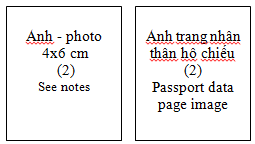 Anh - photo
4x6 cm
(2)
See notes
Anh trang nhân
thân hộ chiếu
(2)
Passport data
page image